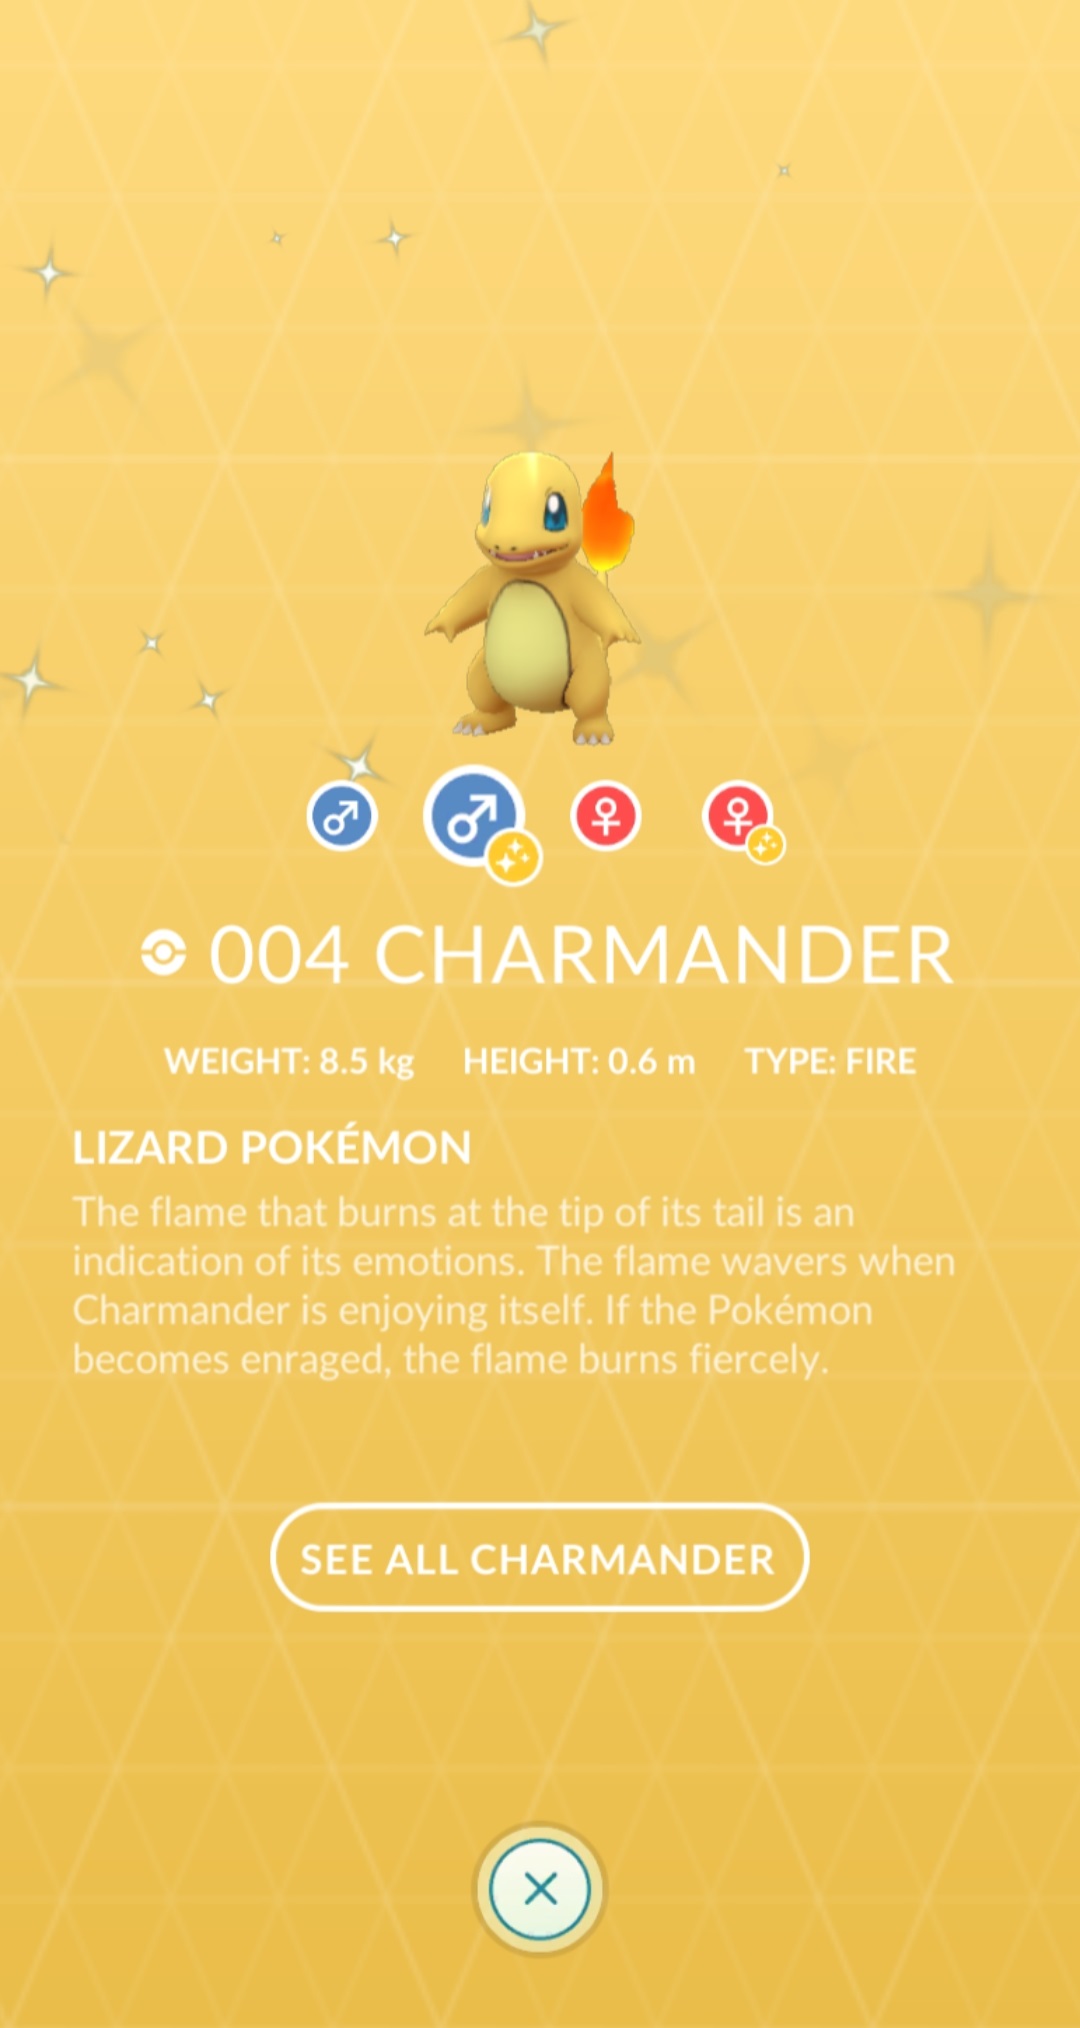 004 CHARMANDER
WEIGHT: 8.5 kg HEIGHT: 0.6 m TYPE: FIRE
LIZARD POKÉMON
The flame that burns at the tip of its tail is an
indication of its emotions. The flame wavers when
Charmander is enjoying itself. If the Pokémon
becomes enraged, the flame burns fiercely.
SEE ALL CHARMANDER